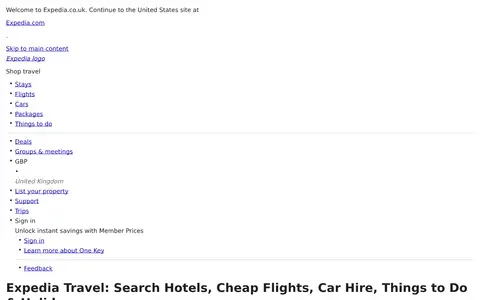 Welcome to Expedia.co.uk. Continue to the United States site at
Expedia.com
.
Skip to main content
Expedia logo
Shop travel
Stays
Flights
Cars
Packages
Things to do
Deals
Groups & meetings
GBP
United Kingdom
List your property
Support
Trips
Sign in
Unlock instant savings with Member Prices
Sign in
Learn more about One Key
Feedback
Expedia Travel: Search Hotels, Cheap Flights, Car Hire, Things to Do